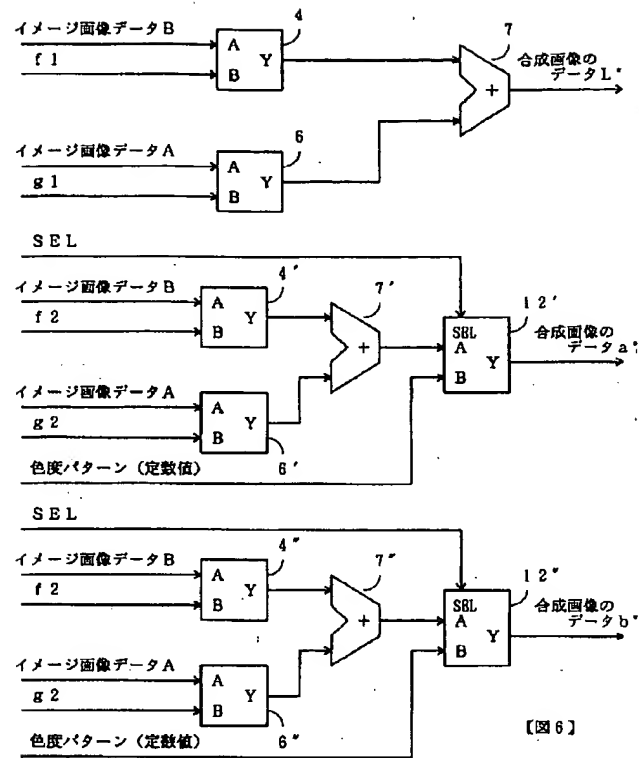 イメージ画像データB
f1
A
B
Y
4
7
+
合成画像の
データL*
イメージ画像データA
g1
A
B
Y
6
SEL
イメージ画像データB
f2
A
B
Y
4'
7'
+
イメージ画像データA
g2
A
B
Y
6'
色度パターン（定数値）
SEL
A
B
Y
12'
合成画像の
データa*
SEL
イメージ画像データB
f2
A
B
Y
4"
7"
+
イメージ画像データA
g2
A
B
Y
6"
色度パターン（定数値）
SEL
A
B
Y
12"
合成画像の
データb*
【図6】